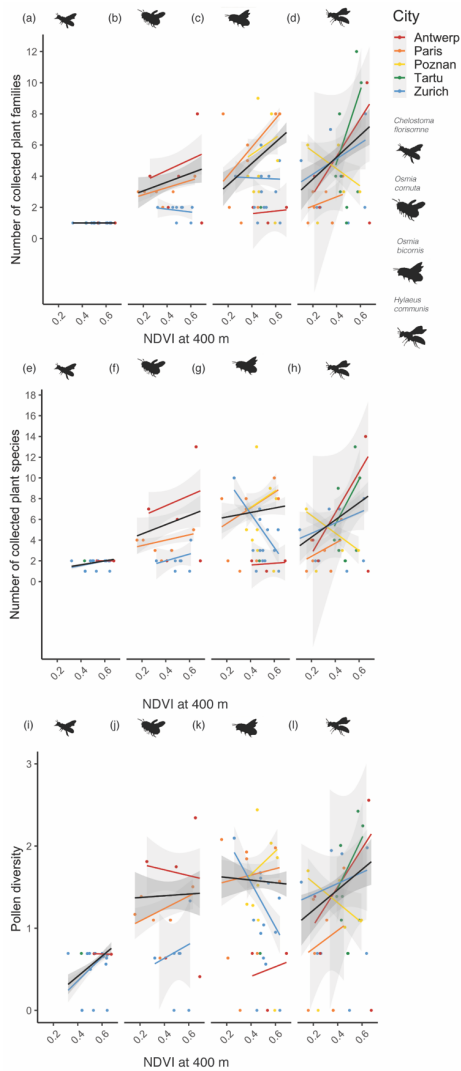 (a) (b) (c) (d)
City
Antwerp
Paris
Poznan
Tartu
Zurich
Chelostoma
florisomne
Osmia
cornuta
Osmia
bicornis
Hylaeus
communis
Number of collected plant families
12
10
8
6
4
2
0
0.2 0.4 0.6 0.2 0.4 0.6 0.2 0.4 0.6 0.2 0.4 0.6
NDVI at 400 m
(e) (f) (g) (h)
Number of collected plant species
18
16
14
12
10
8
6
4
2
0
0.2 0.4 0.6 0.2 0.4 0.6 0.2 0.4 0.6 0.2 0.4 0.6
NDVI at 400 m
(i) (j) (k) (l)
Pollen diversity
3
2
1
0
0.2 0.4 0.6 0.2 0.4 0.6 0.2 0.4 0.6 0.2 0.4 0.6
NDVI at 400 m